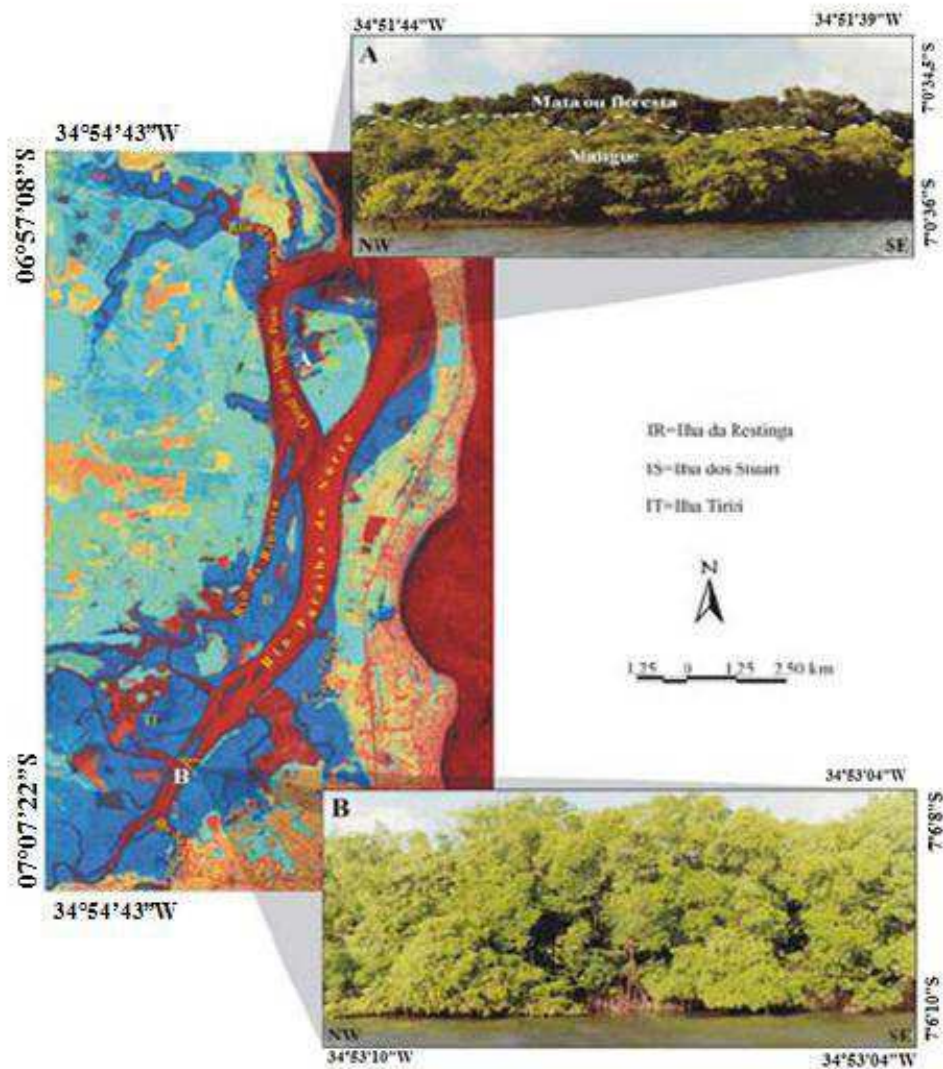 34°51'44"W
34°51'39"W
A
Mata ou floresta
Mangue
NW
SE
7°0'34,5"S
7°0'36"S
34°54'43"W
06°57'08"S
07°07'22"S
34°54'43"W
Rio Paraíba do Norte
Rio da Ribeira
B
IR=Ilha da Restinga
IS=Ilha dos Stuart
IT=Ilha Tiriri
N
1,25 0 1,25 2,50 km
34°53'04"W
B
NW
SE
7°6'8"S
7°6'10"S
34°53'10"W
34°53'04"W